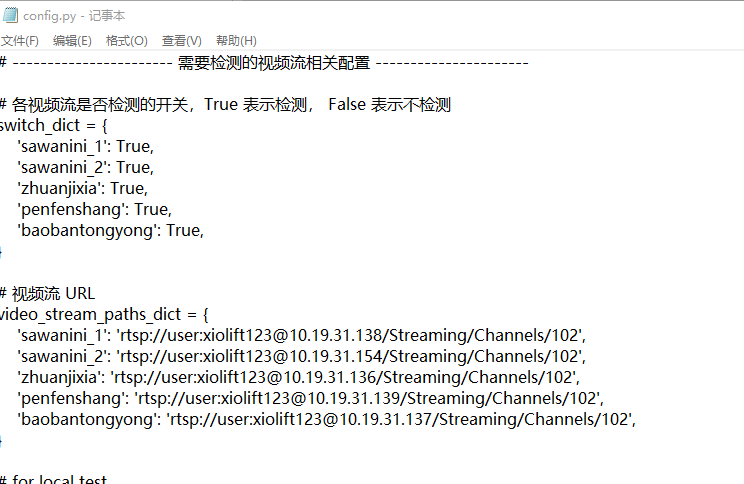 config.py - 记事本
文件(F) 编辑(E) 格式(O) 查看(V) 帮助(H)
# ----------------------- 需要检测的视频流相关配置 ----------------------
# 各视频流是否检测的开关，True 表示检测， False 表示不检测
switch_dict = {
'sawanini_1': True,
'sawanini_2': True,
'zhuanjixia': True,
'penfenshang': True,
'baobantongyong': True,
}
# 视频流 URL
video_stream_paths_dict = {
'sawanini_1': 'rtsp://user:xiolift123@10.19.31.138/Streaming/Channels/102',
'sawanini_2': 'rtsp://user:xiolift123@10.19.31.154/Streaming/Channels/102',
'zhuanjixia': 'rtsp://user:xiolift123@10.19.31.136/Streaming/Channels/102',
'penfenshang': 'rtsp://user:xiolift123@10.19.31.139/Streaming/Channels/102',
'baobantongyong': 'rtsp://user:xiolift123@10.19.31.137/Streaming/Channels/102',
}
# for local test